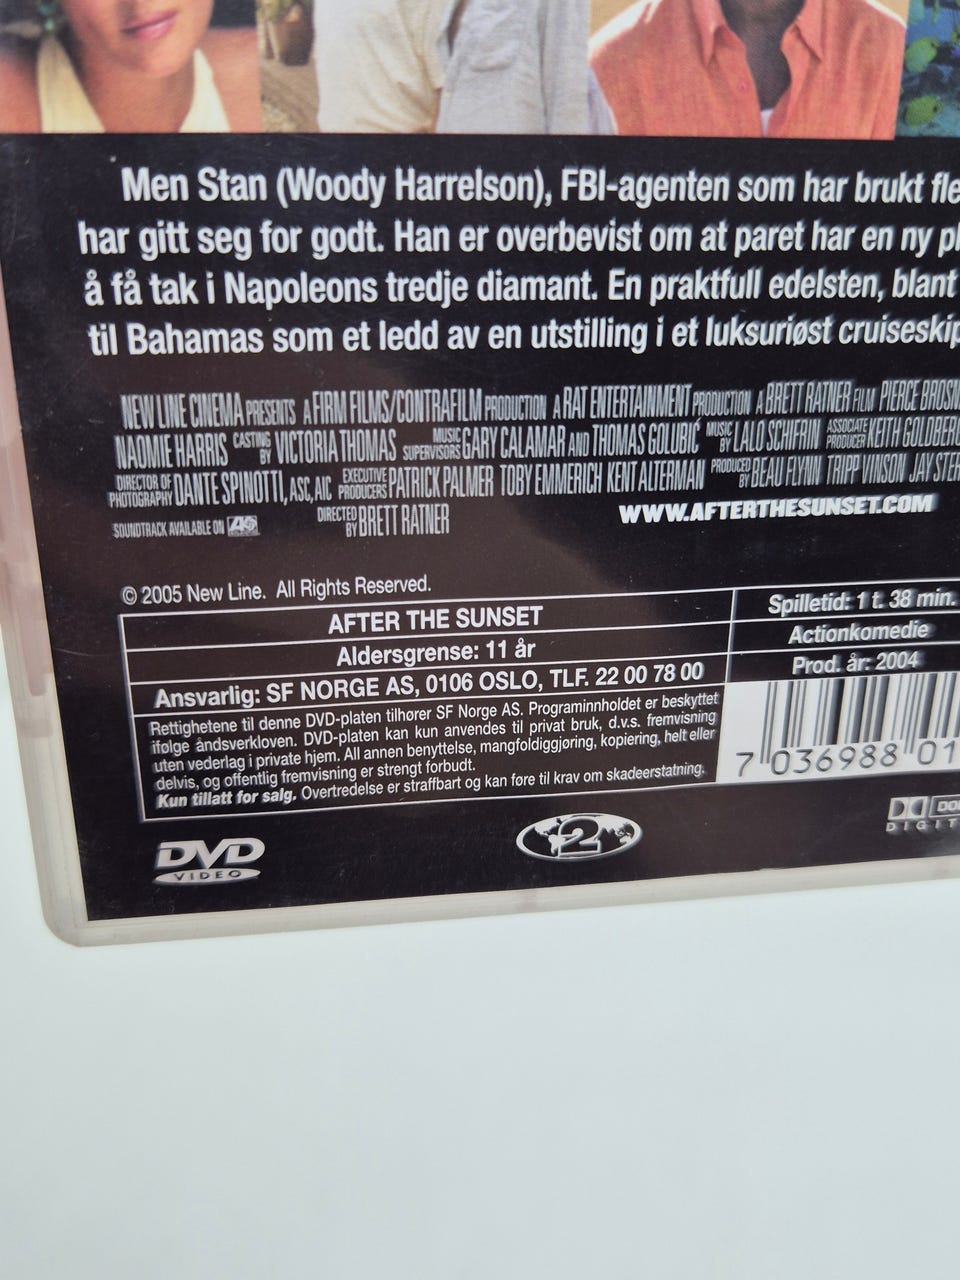 Men Stan (Woody Harrelson), FBI-agenten som har brukt fle
har gitt seg for godt. Han er overbevist om at paret har en ny pl
å få tak i Napoleons tredje diamant. En praktfull edelsten, blant
til Bahamas som et ledd av en utstilling i et luksuriøst cruiseskip
NEW LINE CINEMA PRESENTS A FIRM FILMS/CONTRAFILM PRODUCTION A RAT ENTERTAINMENT PRODUCTION A BRETT RATNER FILM PIERCE BROSN
NAOMIE HARRIS CASTING BY VICTORIA THOMAS MUSIC SUPERVISORS GARY CALAMAR AND THOMAS GOLUBIĆ MUSIC BY LALO SCHIFRIN ASSOCIATE PRODUCER KEITH GOLDBERG
DIRECTOR OF PHOTOGRAPHY DANTE SPINOTTI, ASC, AIC EXECUTIVE PRODUCERS PATRICK PALMER TOBY EMMERICH KENT ALTERMAN PRODUCED BY BEAU FLYNN TRIPP VINSON JAY STER
SOUNDTRACK AVAILABLE ON DIRECTED BY BRETT RATNER WWW.AFTERTHESUNSET.COM
© 2005 New Line. All Rights Reserved.
AFTER THE SUNSET
Aldersgrense: 11 år
Ansvarlig: SF NORGE AS, 0106 OSLO, TLF. 22 00 78 00
Spilletid: 1 t. 38 min.
Actionkomedie
Prod. år: 2004
Rettighetene til denne DVD-platen tilhører SF Norge AS. Programinnholdet er beskyttet
ifølge åndsverkloven. DVD-platen kan kun anvendes til privat bruk, d.v.s. fremvisning
uten vederlag i private hjem. All annen benyttelse, mangfoldiggjøring, kopiering, helt eller
delvis, og offentlig fremvisning er strengt forbudt.
Kun tillatt for salg. Overtredelse er straffbart og kan føre til krav om skadeerstatning.
7 036988 01
DVD
VIDEO
2
DIGIT